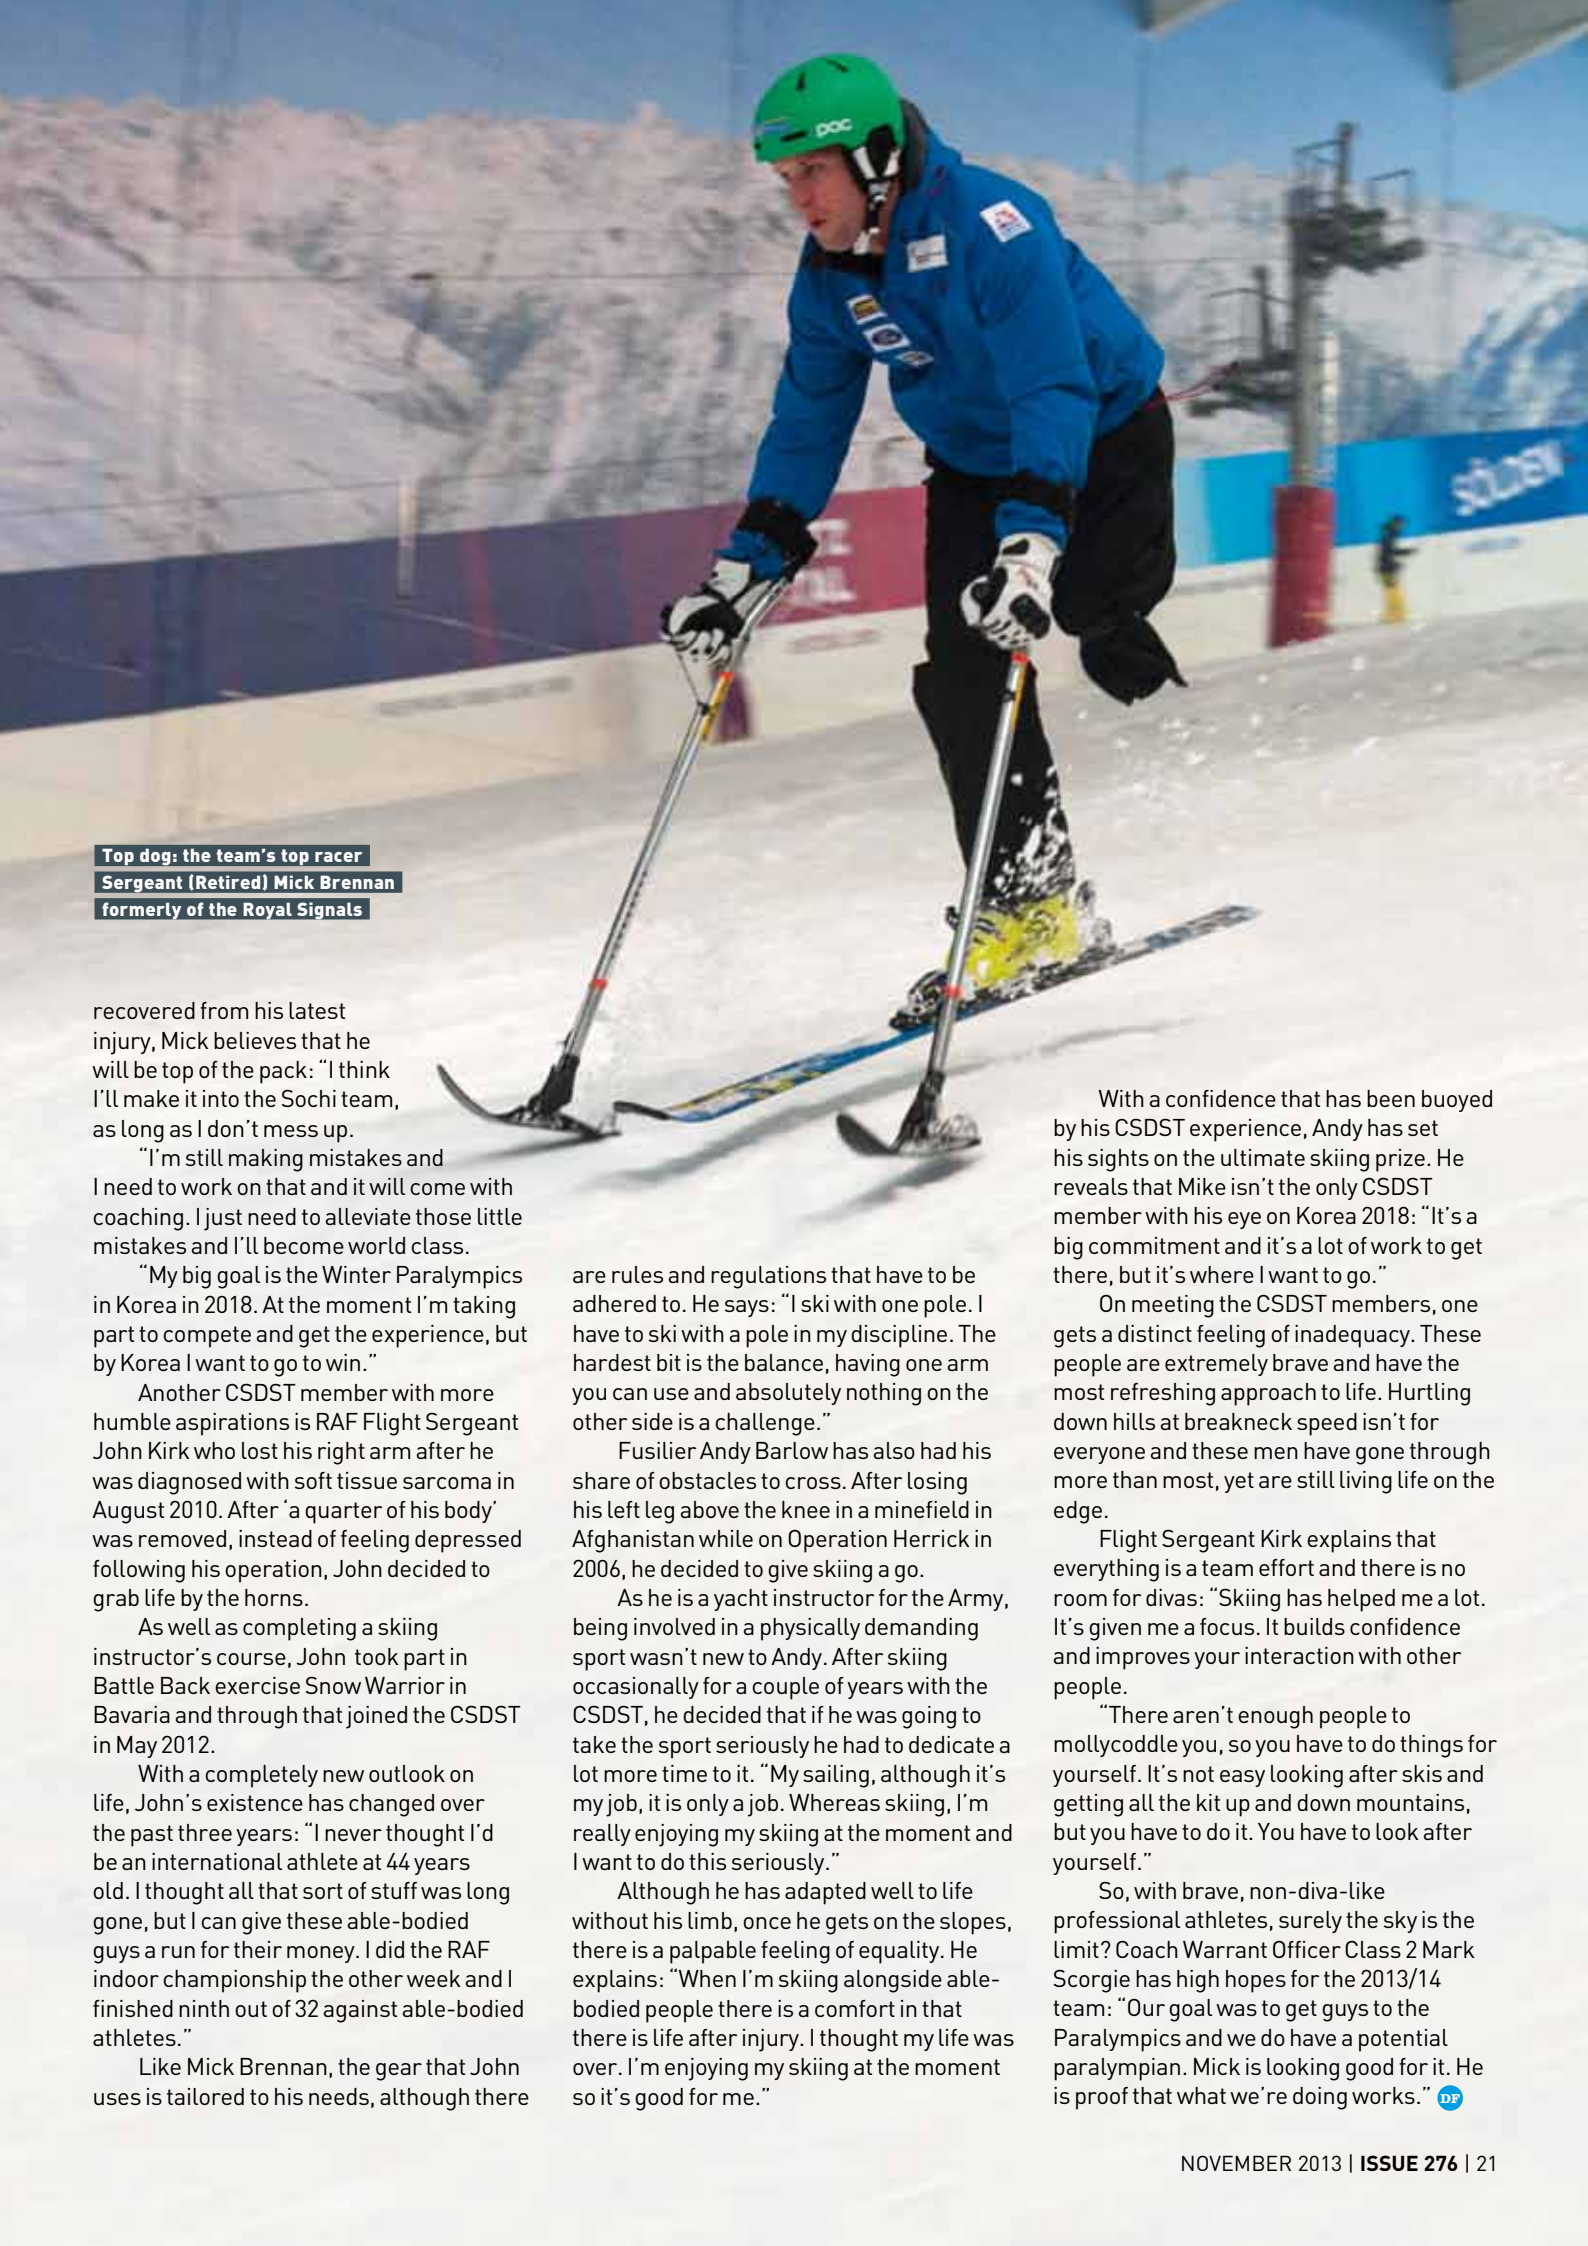 poc
SÖLDEN
Top dog: the team's top racer
Sergeant (Retired) Mick Brennan
formerly of the Royal Signals
recovered from his latest
injury, Mick believes that he
will be top of the pack: “I think
I'll make it into the Sochi team,
as long as I don't mess up.
“I'm still making mistakes and
I need to work on that and it will come with
coaching. I just need to alleviate those little
mistakes and I'll become world class.
“My big goal is the Winter Paralympics
in Korea in 2018. At the moment I'm taking
part to compete and get the experience, but
by Korea I want to go to win.”
Another CSDST member with more
humble aspirations is RAF Flight Sergeant
John Kirk who lost his right arm after he
was diagnosed with soft tissue sarcoma in
August 2010. After ‘a quarter of his body’
was removed, instead of feeling depressed
following his operation, John decided to
grab life by the horns.
As well as completing a skiing
instructor's course, John took part in
Battle Back exercise Snow Warrior in
Bavaria and through that joined the CSDST
in May 2012.
With a completely new outlook on
life, John's existence has changed over
the past three years: “I never thought I'd
be an international athlete at 44 years
old. I thought all that sort of stuff was long
gone, but I can give these able-bodied
guys a run for their money. I did the RAF
indoor championship the other week and I
finished ninth out of 32 against able-bodied
athletes.”
Like Mick Brennan, the gear that John
uses is tailored to his needs, although there
are rules and regulations that have to be
adhered to. He says: “I ski with one pole. I
have to ski with a pole in my discipline. The
hardest bit is the balance, having one arm
you can use and absolutely nothing on the
other side is a challenge.”
Fusilier Andy Barlow has also had his
share of obstacles to cross. After losing
his left leg above the knee in a minefield in
Afghanistan while on Operation Herrick in
2006, he decided to give skiing a go.
As he is a yacht instructor for the Army,
being involved in a physically demanding
sport wasn't new to Andy. After skiing
occasionally for a couple of years with the
CSDST, he decided that if he was going to
take the sport seriously he had to dedicate a
lot more time to it. “My sailing, although it's
my job, it is only a job. Whereas skiing, I'm
really enjoying my skiing at the moment and
I want to do this seriously.”
Although he has adapted well to life
without his limb, once he gets on the slopes,
there is a palpable feeling of equality. He
explains: “When I'm skiing alongside able-
bodied people there is a comfort in that
there is life after injury. I thought my life was
over. I'm enjoying my skiing at the moment
so it's good for me.”
With a confidence that has been buoyed
by his CSDST experience, Andy has set
his sights on the ultimate skiing prize. He
reveals that Mike isn't the only CSDST
member with his eye on Korea 2018: “It's a
big commitment and it's a lot of work to get
there, but it's where I want to go.”
On meeting the CSDST members, one
gets a distinct feeling of inadequacy. These
people are extremely brave and have the
most refreshing approach to life. Hurtling
down hills at breakneck speed isn't for
everyone and these men have gone through
more than most, yet are still living life on the
edge.
Flight Sergeant Kirk explains that
everything is a team effort and there is no
room for divas: “Skiing has helped me a lot.
It's given me a focus. It builds confidence
and improves your interaction with other
people.
“There aren't enough people to
mollycoddle you, so you have to do things for
yourself. It's not easy looking after skis and
getting all the kit up and down mountains,
but you have to do it. You have to look after
yourself.”
So, with brave, non-diva-like
professional athletes, surely the sky is the
limit? Coach Warrant Officer Class 2 Mark
Scorgie has high hopes for the 2013/14
team: “Our goal was to get guys to the
Paralympics and we do have a potential
paralympian. Mick is looking good for it. He
is proof that what we're doing works.” DF
NOVEMBER 2013 | ISSUE 276 | 21